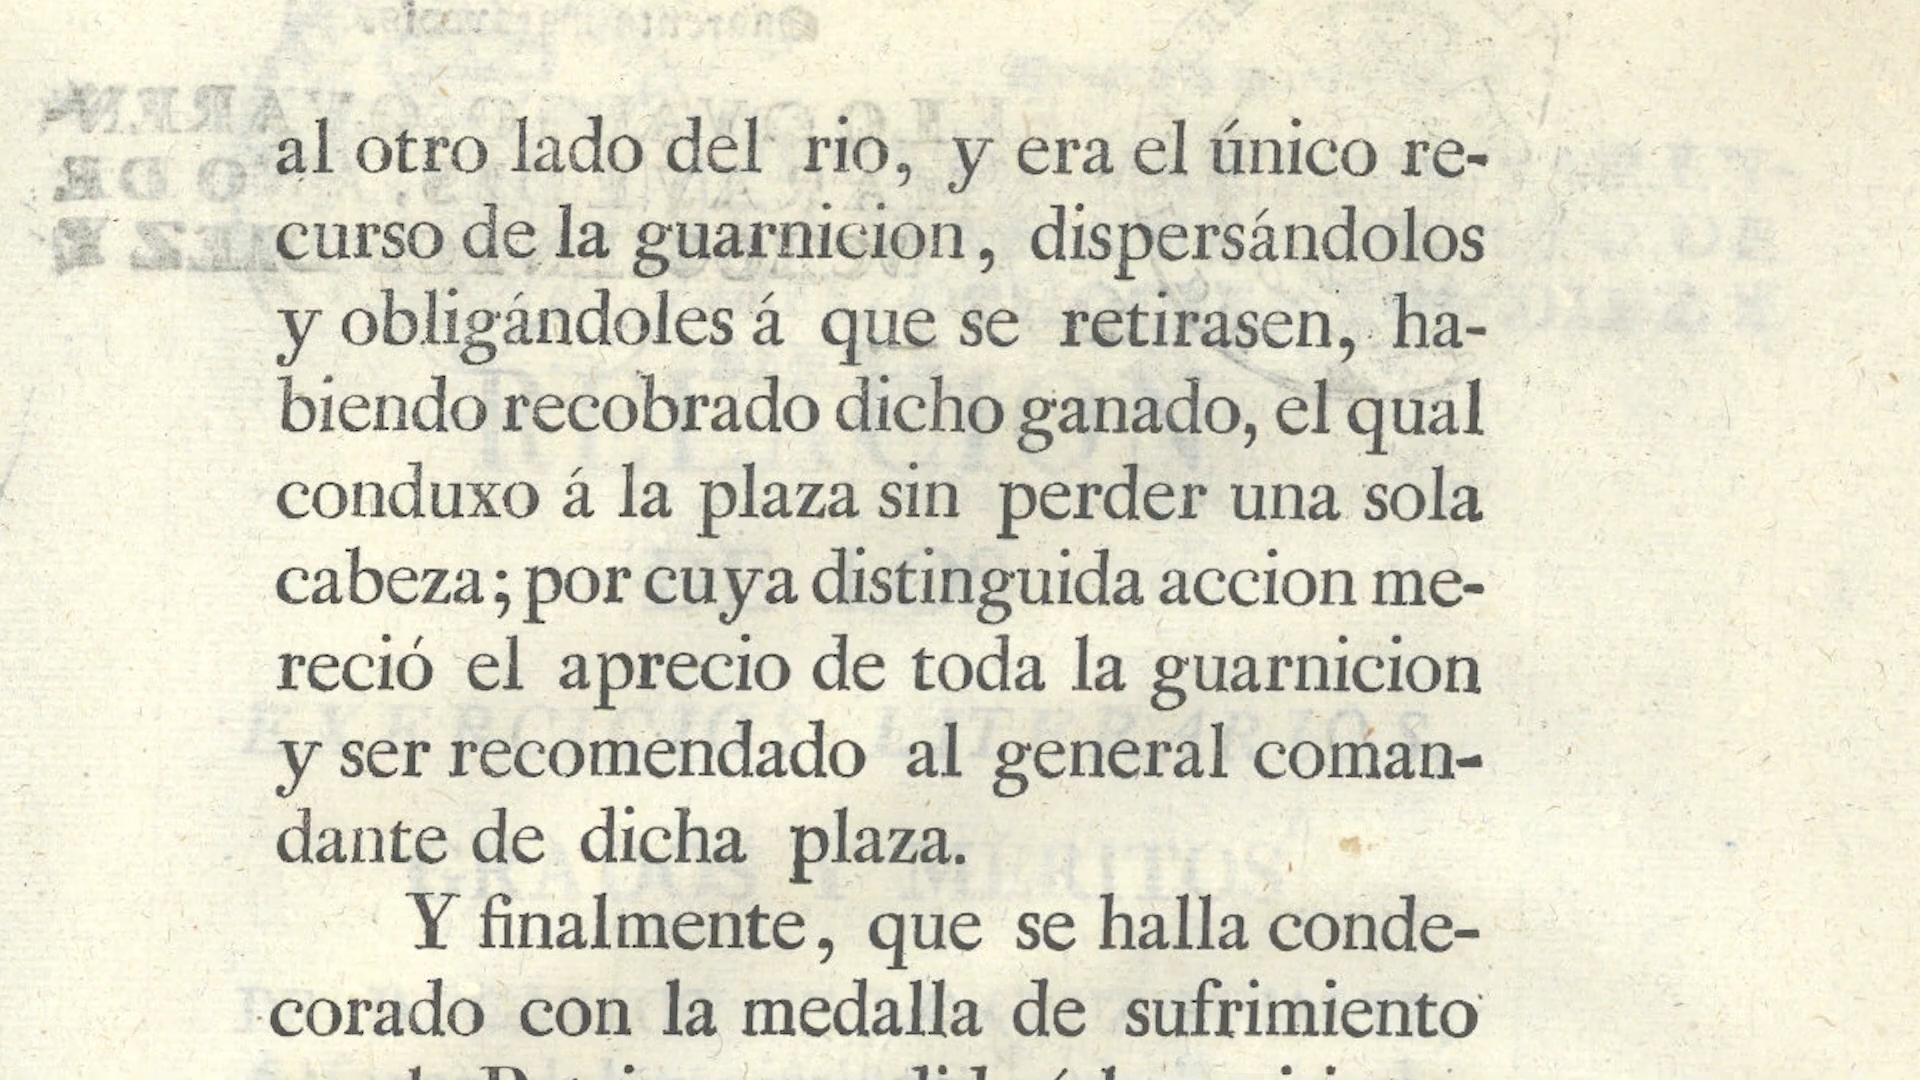 al otro lado del rio, y era el único re-
curso de la guarnicion, dispersándolos
y obligándoles á que se retirasen, ha-
biendo recobrado dicho ganado, el qual
conduxo á la plaza sin perder una sola
cabeza; por cuya distinguida accion me-
reció el aprecio de toda la guarnicion
y ser recomendado al general coman-
dante de dicha plaza.
Y finalmente, que se halla conde-
corado con la medalla de sufrimiento